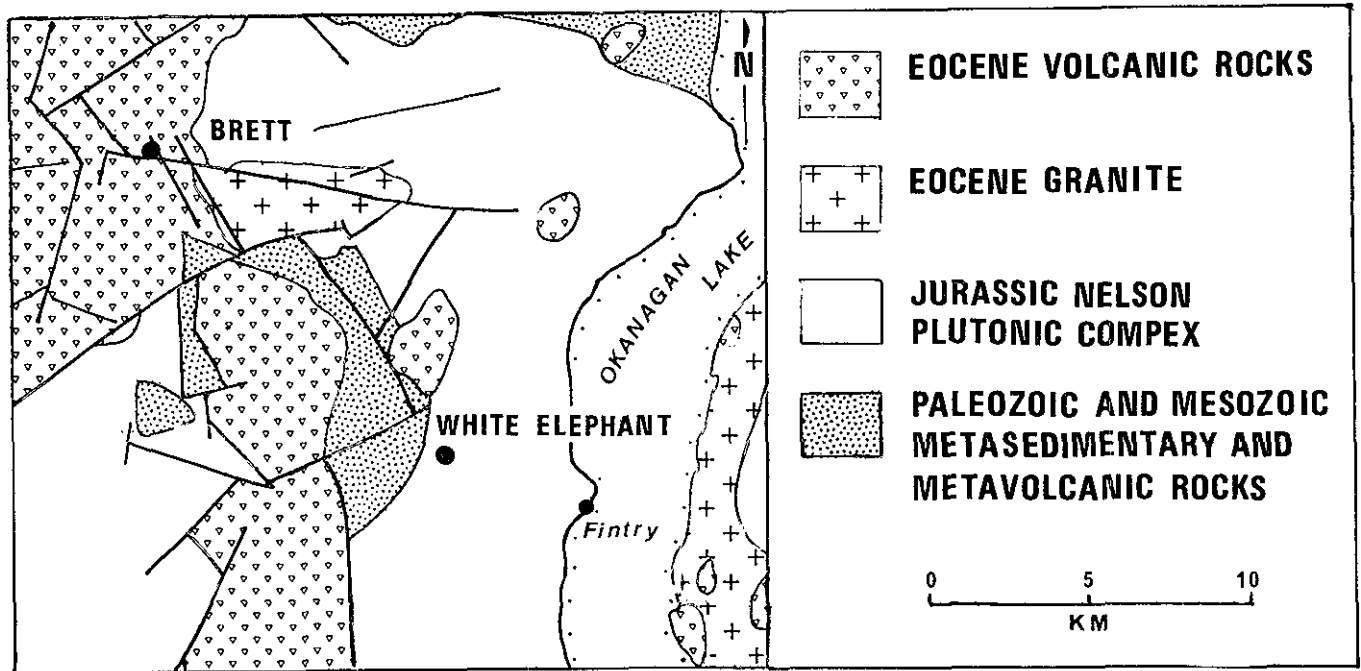 N
BRETT
OKANAGAN LAKE
WHITE ELEPHANT
Fintry
EOCENE VOLCANIC ROCKS
EOCENE GRANITE
JURASSIC NELSON
PLUTONIC COMPEX
PALEOZOIC AND MESOZOIC
METASEDIMENTARY AND
METAVOLCANIC ROCKS
0 5 10
KM